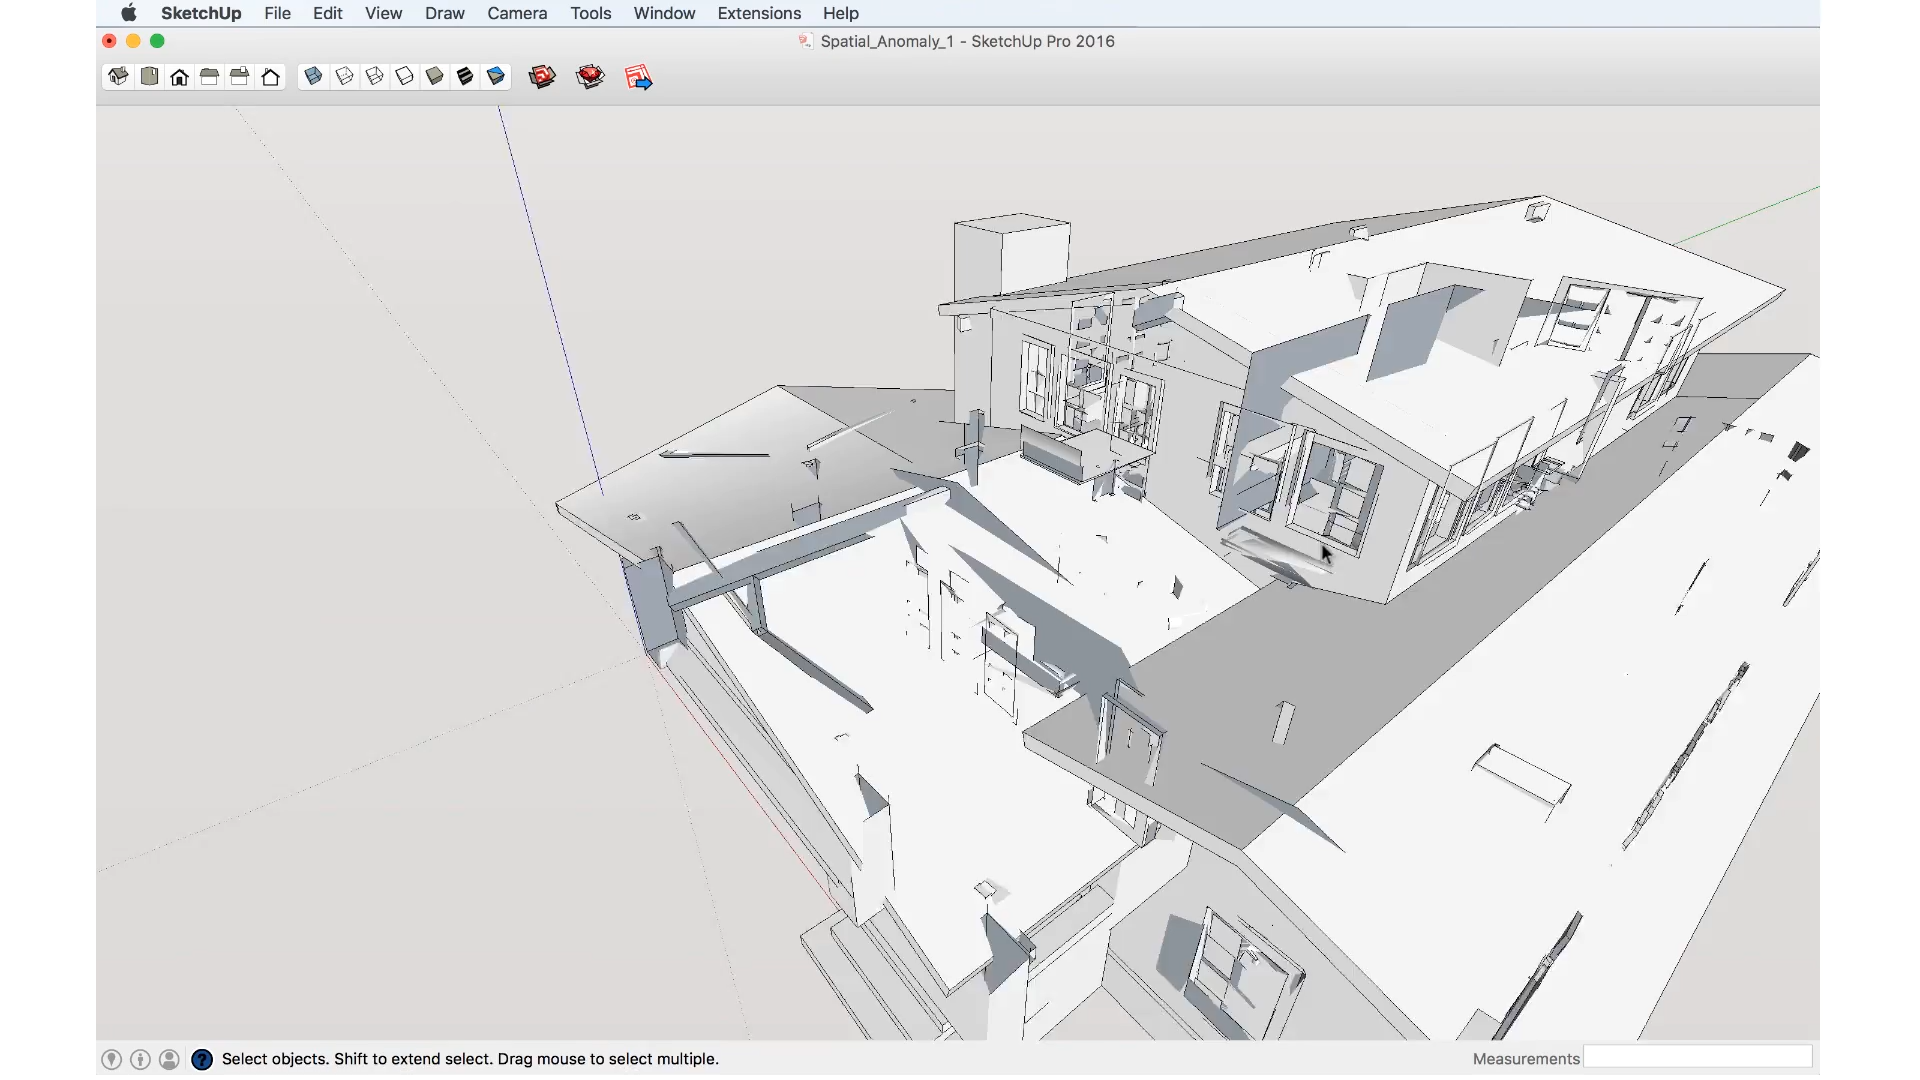 SketchUp File Edit View Draw Camera Tools Window Extensions Help
Spatial_Anomaly_1 - SketchUp Pro 2016
? Select objects. Shift to extend select. Drag mouse to select multiple.
Measurements